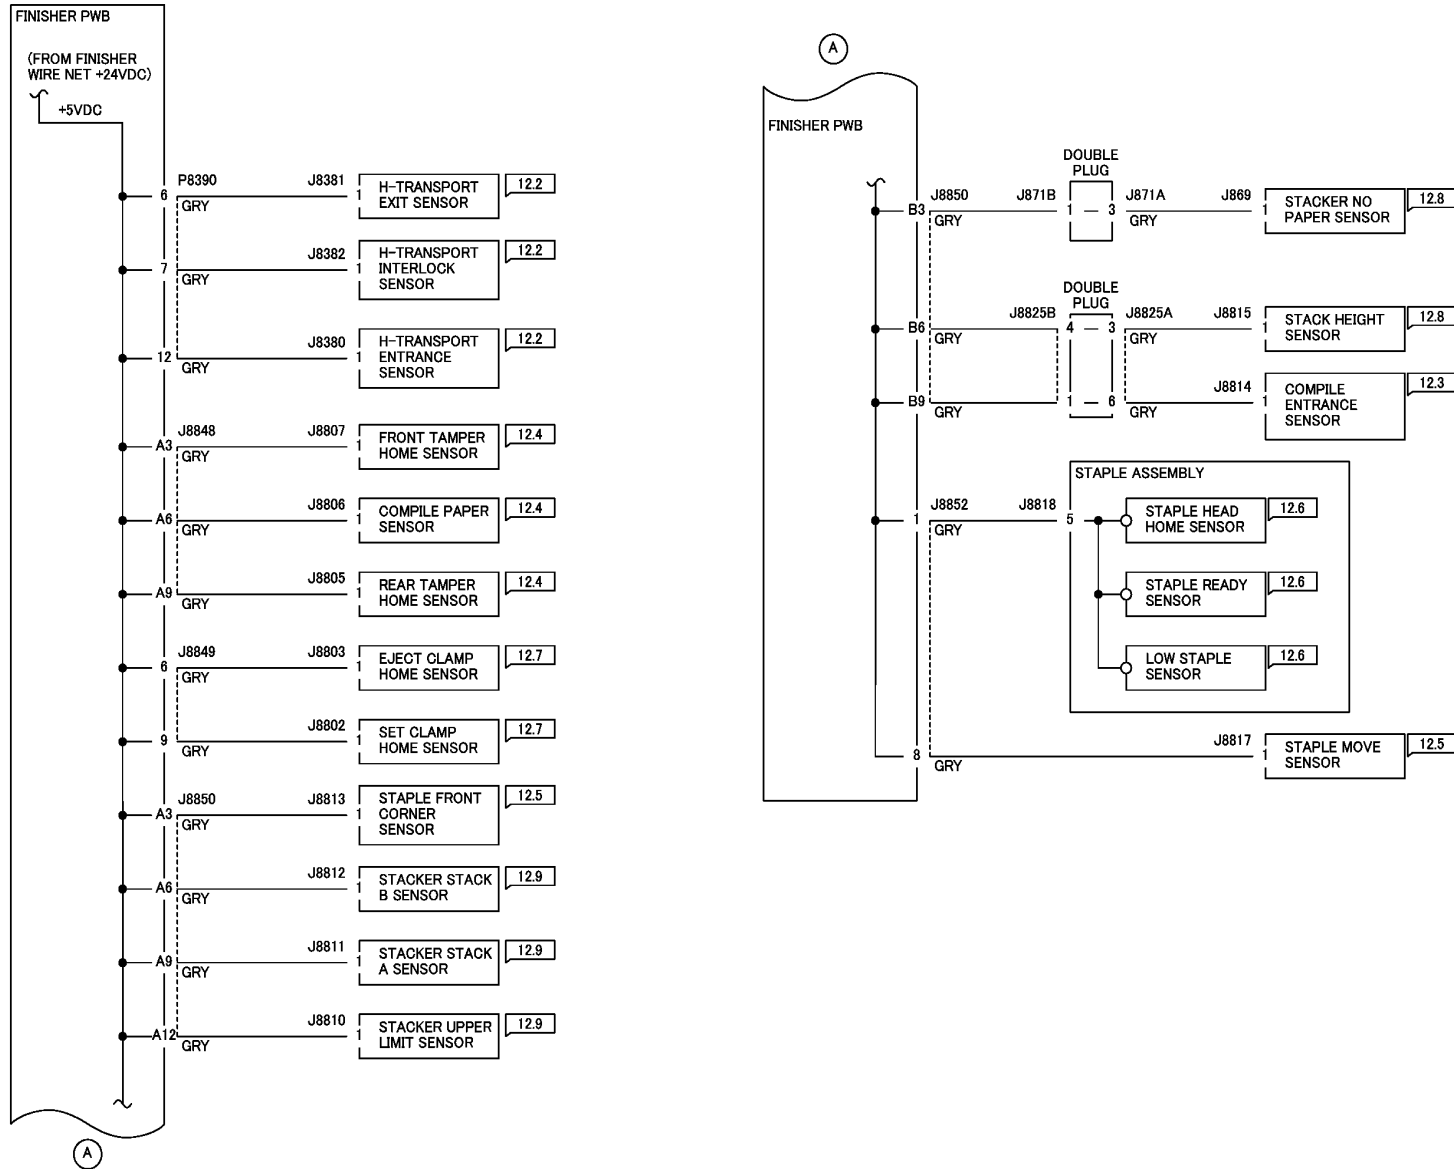 FINISHER PWB
(FROM FINISHER
WIRE NET +24VDC)
+5VDC
6
P8390
GRY
J8381
1
H-TRANSPORT
EXIT SENSOR
12.2
7
GRY
J8382
1
H-TRANSPORT
INTERLOCK
SENSOR
12.2
12
GRY
J8380
1
H-TRANSPORT
ENTRANCE
SENSOR
12.2
A3
J8848
GRY
J8807
1
FRONT TAMPER
HOME SENSOR
12.4
A6
GRY
J8806
1
COMPILE PAPER
SENSOR
12.4
A9
GRY
J8805
1
REAR TAMPER
HOME SENSOR
12.4
6
J8849
GRY
J8803
1
EJECT CLAMP
HOME SENSOR
12.7
9
GRY
J8802
1
SET CLAMP
HOME SENSOR
12.7
A3
J8850
GRY
J8813
1
STAPLE FRONT
CORNER
SENSOR
12.5
A6
GRY
J8812
1
STACKER STACK
B SENSOR
12.9
A9
GRY
J8811
1
STACKER STACK
A SENSOR
12.9
A12
GRY
J8810
1
STACKER UPPER
LIMIT SENSOR
12.9
A
A
FINISHER PWB
B3
J8850
GRY
J871B
DOUBLE
PLUG
1 - 3
J871A
GRY
J869
1
STACKER NO
PAPER SENSOR
12.8
B6
GRY
J8825B
DOUBLE
PLUG
4 - 3
J8825A
GRY
J8815
1
STACK HEIGHT
SENSOR
12.8
B9
GRY
1 - 6
GRY
J8814
1
COMPILE
ENTRANCE
SENSOR
12.3
STAPLE ASSEMBLY
1
J8852
GRY
J8818
5
STAPLE HEAD
HOME SENSOR
12.6
STAPLE READY
SENSOR
12.6
LOW STAPLE
SENSOR
12.6
8
GRY
J8817
1
STAPLE MOVE
SENSOR
12.5